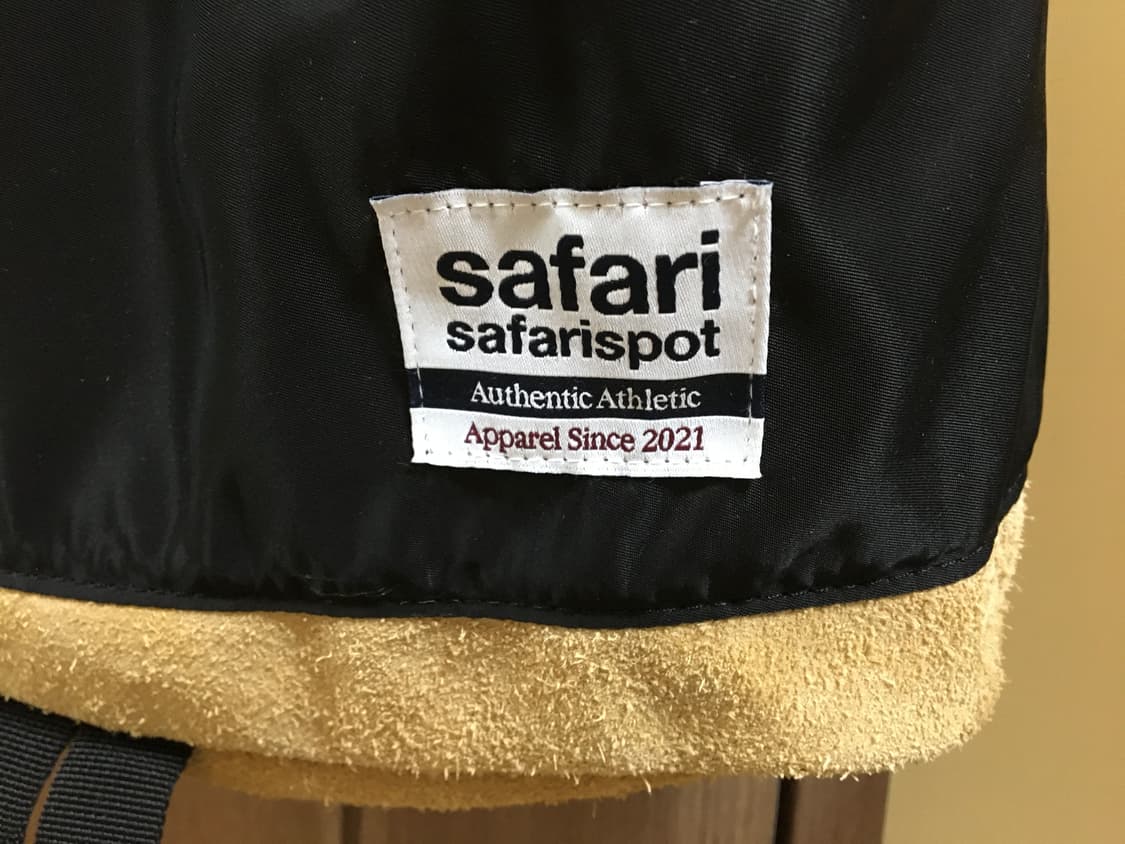 safari
safarispot
Authentic Athletic
Apparel Since 2021